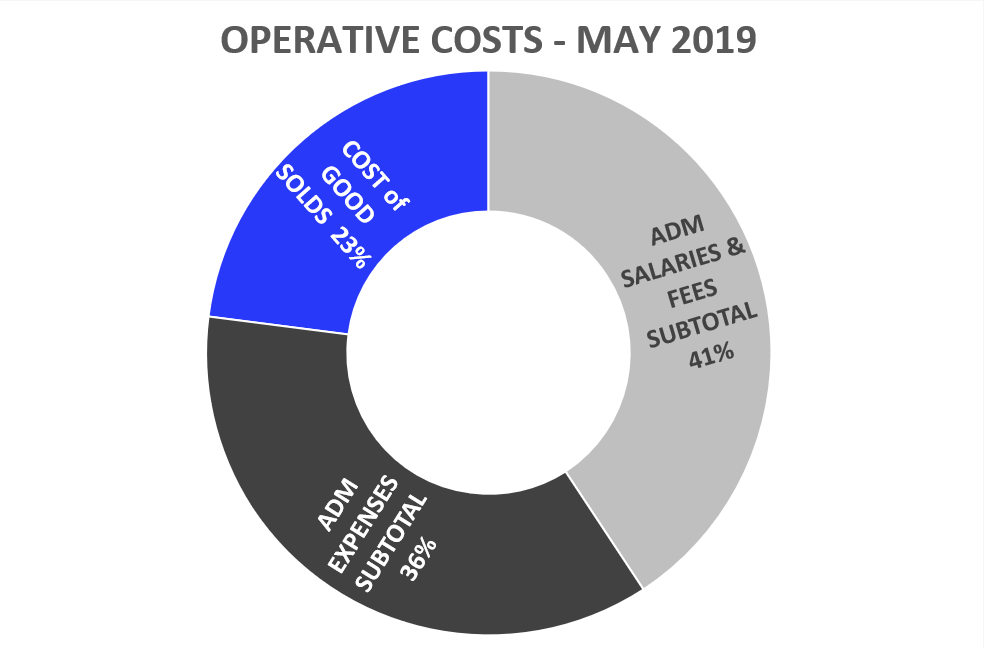 OPERATIVE COSTS - MAY 2019
COST of
GOOD
SOLDS 23%
ADM
SALARIES &
FEES
SUBTOTAL
41%
ADM
EXPENSES
SUBTOTAL
36%